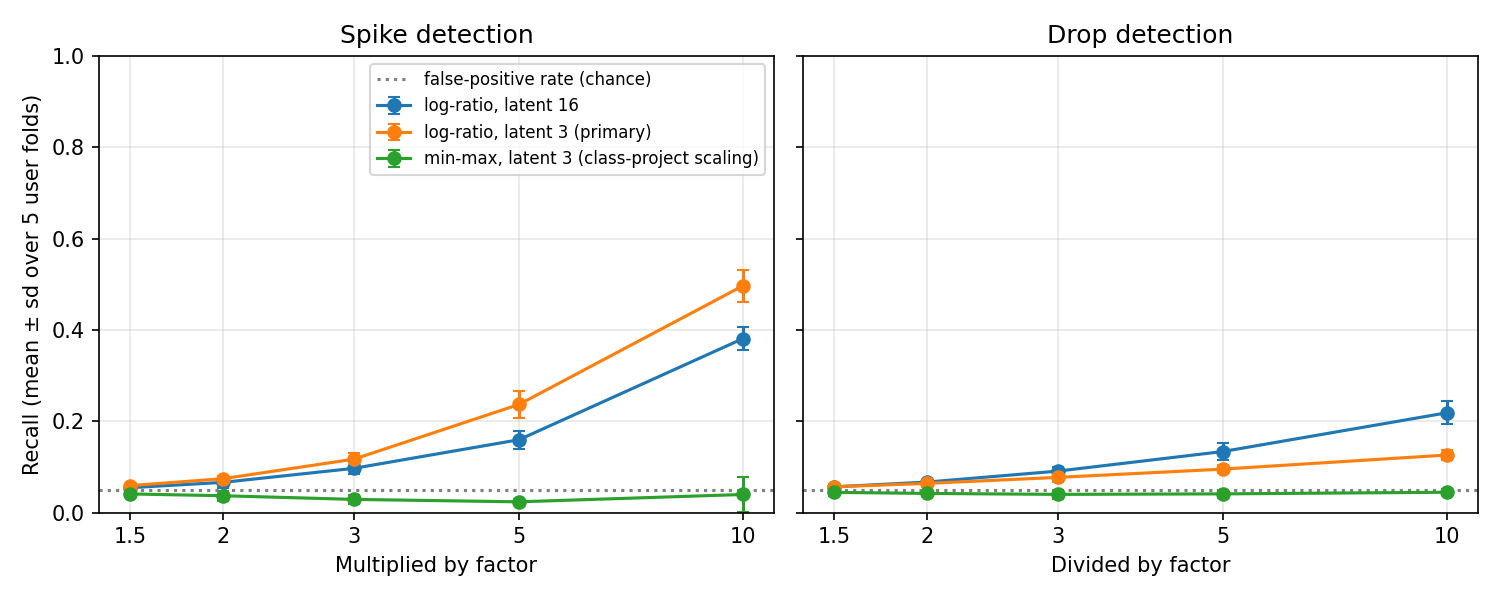 Spike detection
Recall (mean ± sd over 5 user folds)
1.0
0.8
0.6
0.4
0.2
0.0
false-positive rate (chance)
log-ratio, latent 16
log-ratio, latent 3 (primary)
min-max, latent 3 (class-project scaling)
1.5 2 3 5 10
Multiplied by factor
Drop detection
1.5 2 3 5 10
Divided by factor